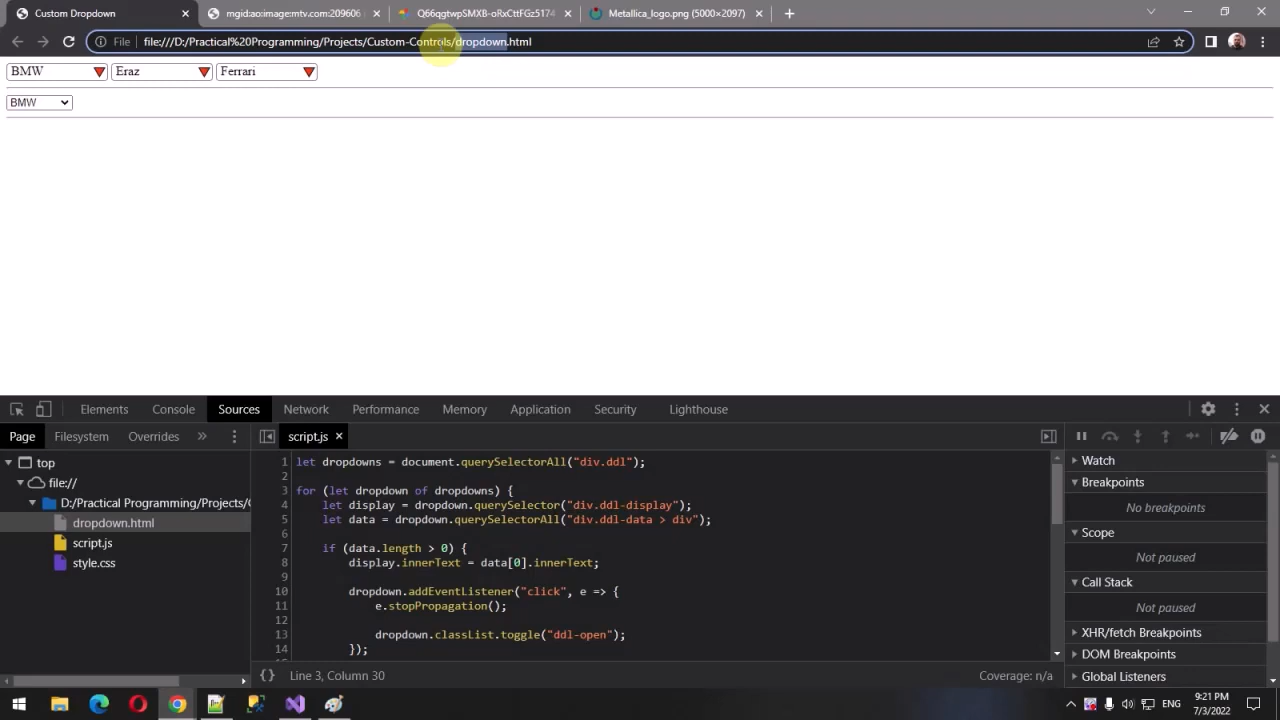 Custom Dropdown
mgid:ao:image:mtv.com:209606
Q66qgtwpSMXB-oRxCttFGz5174
Metallica_logo.png (5000×2097)
File
file:///D:/Practical%20Programming/Projects/Custom-Controls/dropdown.html
BMW Eraz Ferrari
BMW
Elements Console Sources Network Performance Memory Application Security Lighthouse
Page Filesystem Overrides
script.js
top
file://
D:/Practical Programming/Projects/
dropdown.html
script.js
style.css
1 let dropdowns = document.querySelectorAll("div.ddl");
2
3 for (let dropdown of dropdowns) {
4 let display = dropdown.querySelector("div.ddl-display");
5 let data = dropdown.querySelectorAll("div.ddl-data > div");
6
7 if (data.length > 0) {
8 display.innerText = data[0].innerText;
9
10 dropdown.addEventListener("click", e => {
11 e.stopPropagation();
12
13 dropdown.classList.toggle("ddl-open");
14 });
{} Line 3, Column 30
Coverage: n/a
Watch
Breakpoints
No breakpoints
Scope
Not paused
Call Stack
Not paused
XHR/fetch Breakpoints
DOM Breakpoints
Global Listeners
ENG
9:21 PM
7/3/2022